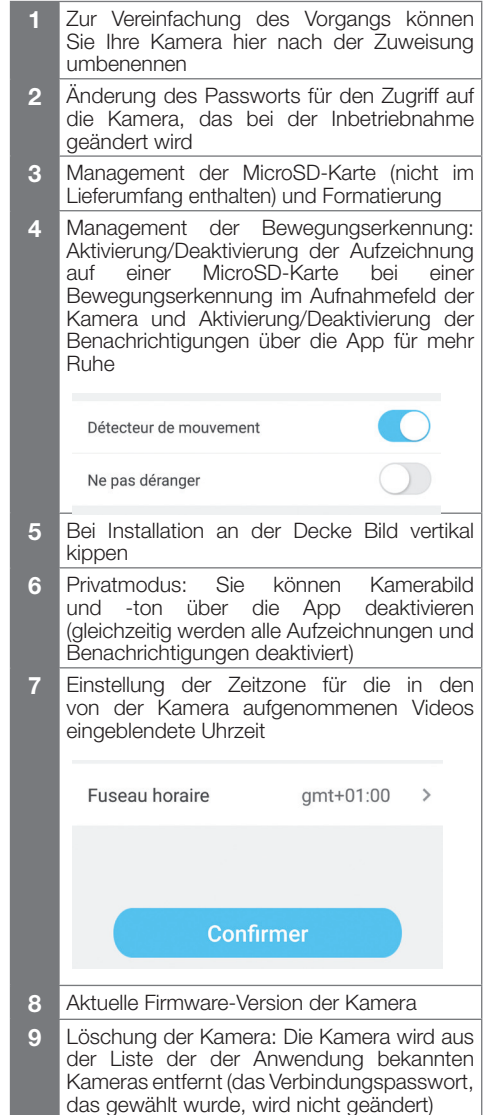 1 Zur Vereinfachung des Vorgangs können
Sie Ihre Kamera hier nach der Zuweisung
umbenennen
2 Änderung des Passworts für den Zugriff auf
die Kamera, das bei der Inbetriebnahme
geändert wird
3 Management der MicroSD-Karte (nicht im
Lieferumfang enthalten) und Formatierung
4 Management der Bewegungserkennung:
Aktivierung/Deaktivierung der Aufzeichnung
auf einer MicroSD-Karte bei einer
Bewegungserkennung im Aufnahmefeld der
Kamera und Aktivierung/Deaktivierung der
Benachrichtigungen über die App für mehr
Ruhe
Détecteur de mouvement
Ne pas déranger
5 Bei Installation an der Decke Bild vertikal
kippen
6 Privatmodus: Sie können Kamerabild
und -ton über die App deaktivieren
(gleichzeitig werden alle Aufzeichnungen und
Benachrichtigungen deaktiviert)
7 Einstellung der Zeitzone für die in den
von der Kamera aufgenommenen Videos
eingeblendete Uhrzeit
Fuseau horaire gmt+01:00 >
Confirmer
8 Aktuelle Firmware-Version der Kamera
9 Löschung der Kamera: Die Kamera wird aus
der Liste der der Anwendung bekannten
Kameras entfernt (das Verbindungspasswort,
das gewählt wurde, wird nicht geändert)